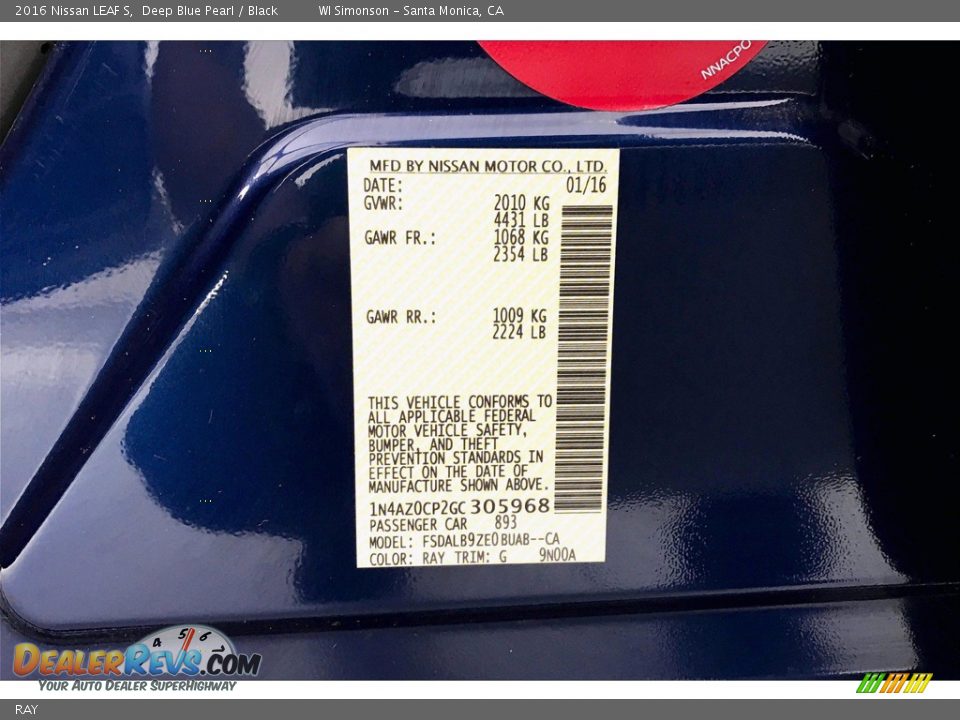 2016 Nissan LEAF S, Deep Blue Pearl / Black WI Simonson - Santa Monica, CA
NNACPO
MFD BY NISSAN MOTOR CO., LTD.
DATE: 01/16
GVWR: 2010 KG
4431 LB
GAWR FR.: 1068 KG
2354 LB
GAWR RR.: 1009 KG
2224 LB
THIS VEHICLE CONFORMS TO
ALL APPLICABLE FEDERAL
MOTOR VEHICLE SAFETY,
BUMPER, AND THEFT
PREVENTION STANDARDS IN
EFFECT ON THE DATE OF
MANUFACTURE SHOWN ABOVE.
1N4AZ0CP2GC305968
PASSENGER CAR 893
MODEL: FSDALB9ZE0BUAB--CA
COLOR: RAY TRIM: G 9N00A
4 5 6
DealerRevs.com
Your Auto Dealer SuperHighway
RAY